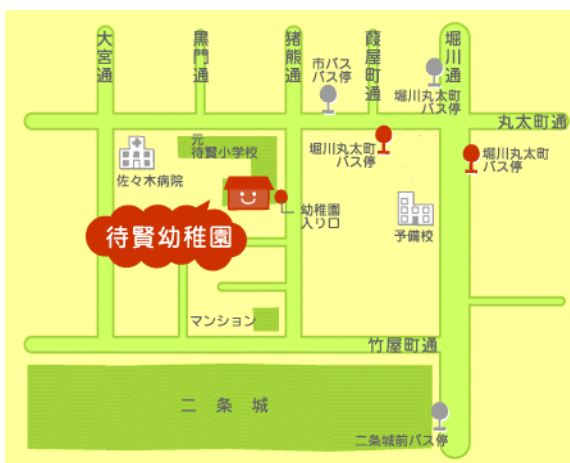 大宮通
黒門通
猪熊通
葭屋町通
堀川通
市バス
バス停
堀川丸太町
バス停
丸太町通
元
待賢小学校
堀川丸太町
バス停
堀川丸太町
バス停
佐々木病院
幼稚園
入り口
待賢幼稚園
予備校
マンション
竹屋町通
二条城
二条城前バス停